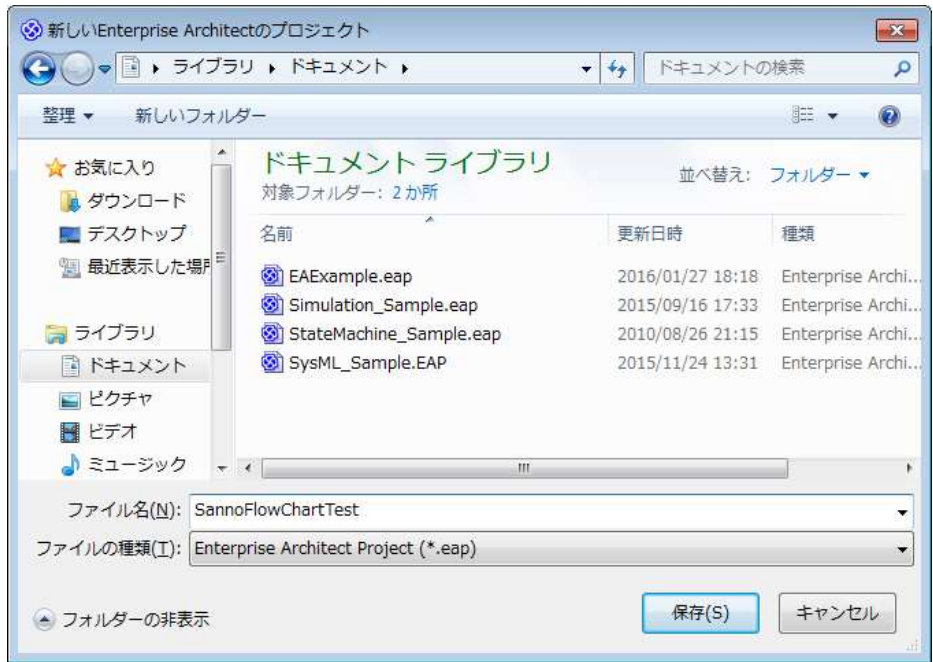 新しいEnterprise Architectのプロジェクト
ライブラリ ドキュメント ドキュメントの検索
整理 新しいフォルダー
お気に入り
ダウンロード
デスクトップ
最近表示した場所
ライブラリ
ドキュメント
ピクチャ
ビデオ
ミュージック
ドキュメント ライブラリ
対象フォルダー: 2か所
並べ替え: フォルダー
名前 更新日時 種類
EAExample.eap 2016/01/27 18:18 Enterprise Archi...
Simulation_Sample.eap 2015/09/16 17:33 Enterprise Archi...
StateMachine_Sample.eap 2010/08/26 21:15 Enterprise Archi...
SysML_Sample.EAP 2015/11/24 13:31 Enterprise Archi...
ファイル名(N): SannoFlowChartTest
ファイルの種類(T): Enterprise Architect Project (*.eap)
フォルダーの非表示 保存(S) キャンセル